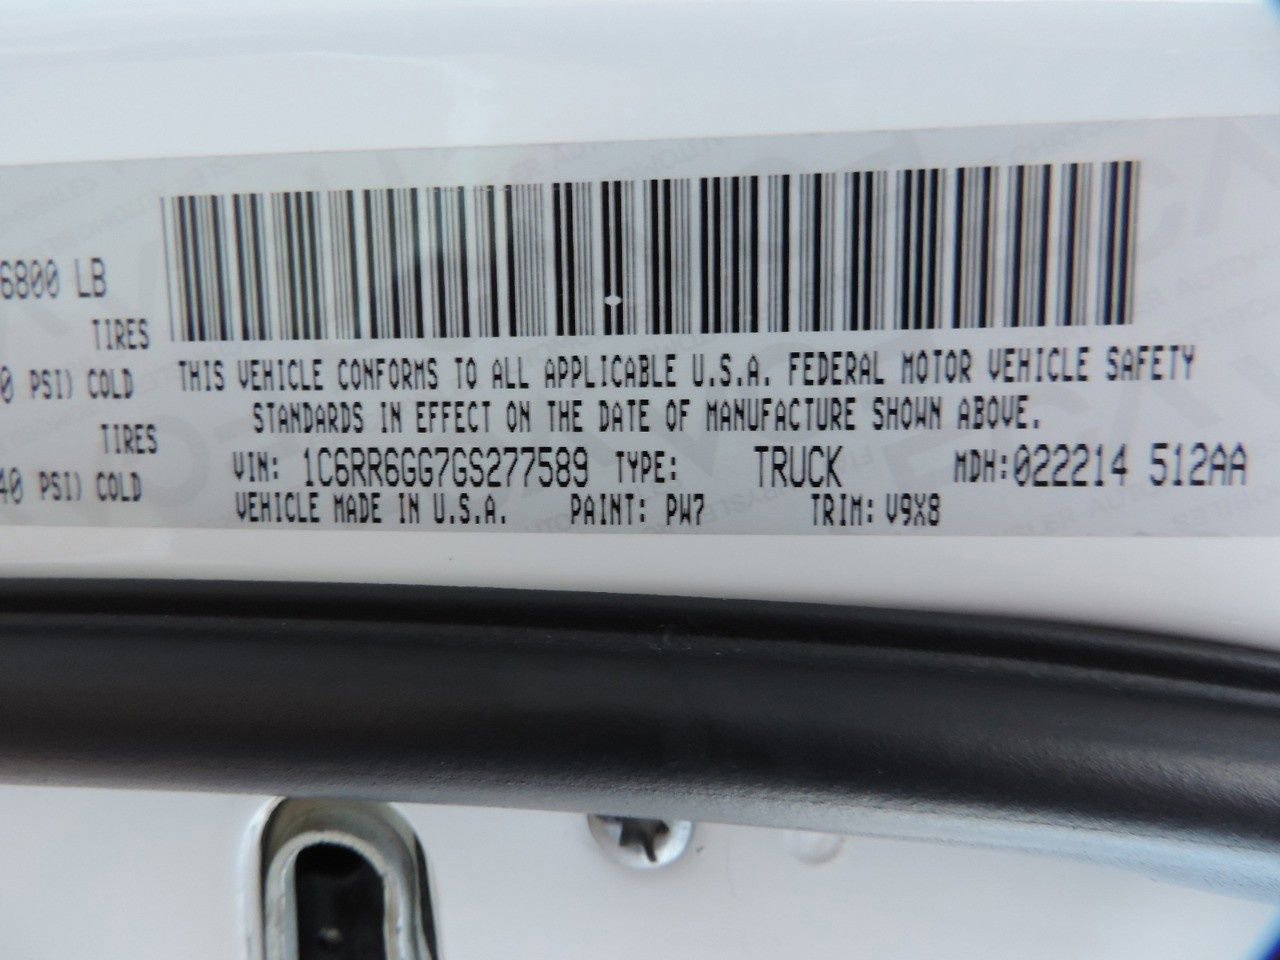 6800 LB
TIRES
0 PSI) COLD
THIS VEHICLE CONFORMS TO ALL APPLICABLE U.S.A. FEDERAL MOTOR VEHICLE SAFETY
STANDARDS IN EFFECT ON THE DATE OF MANUFACTURE SHOWN ABOVE.
TIRES
40 PSI) COLD
VIN: 1C6RR6GG7GS277589 TYPE: TRUCK MDH:022214 512AA
VEHICLE MADE IN U.S.A. PAINT: PW7 TRIM: V9X8